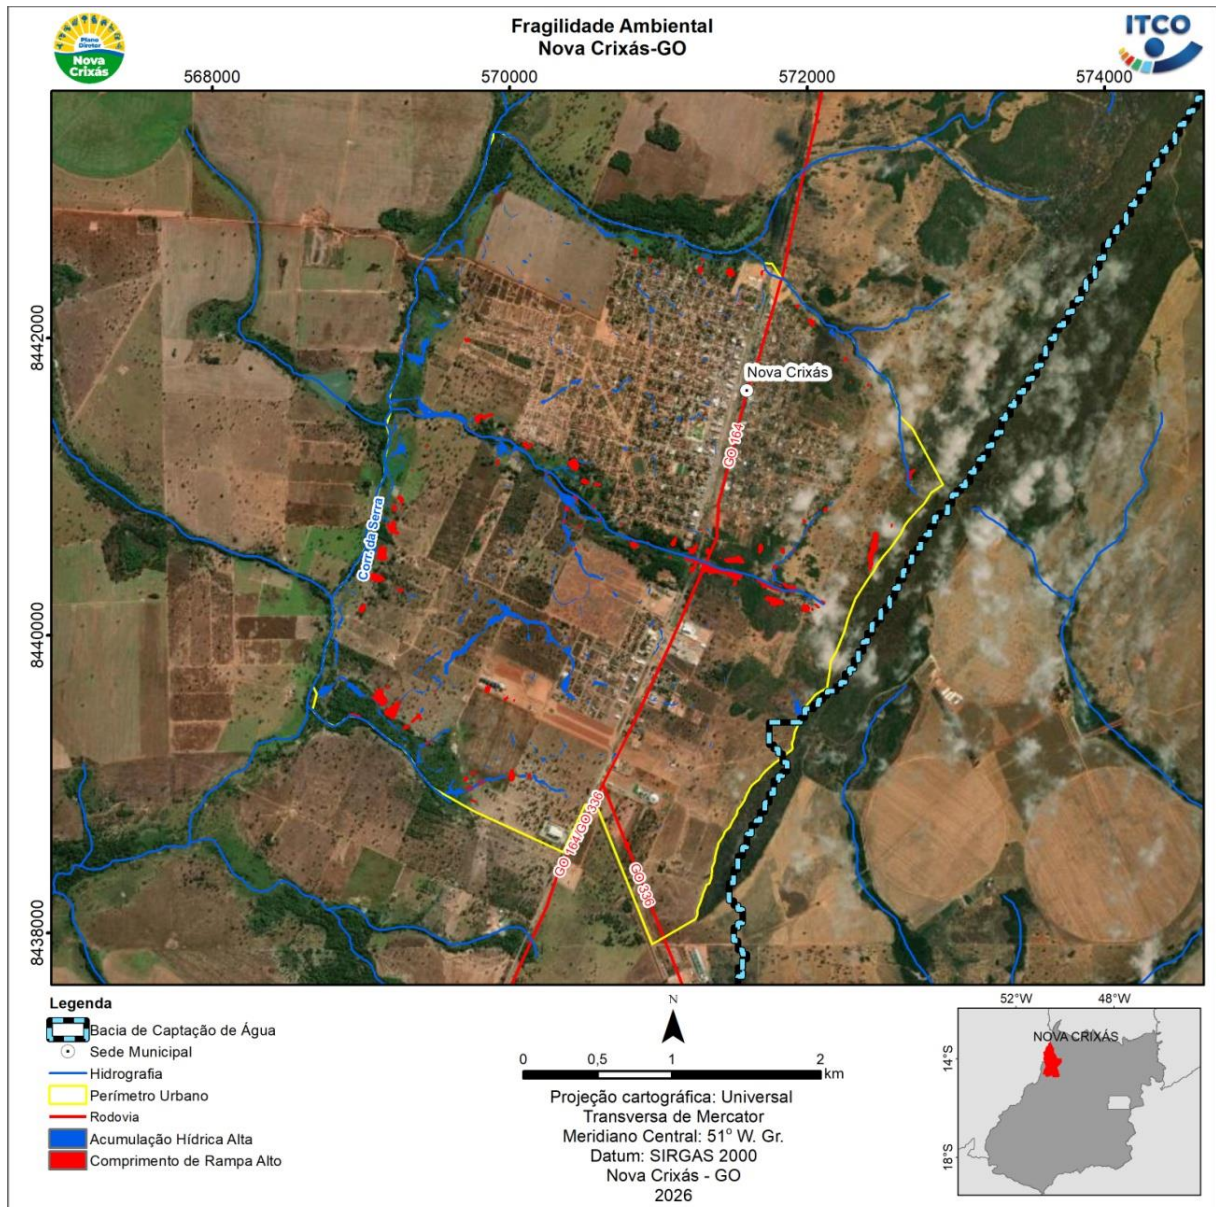 Fragilidade Ambiental
Nova Crixás-GO
Plano
Diretor
Nova
Crixás
ITCO
568000
570000
572000
574000
8442000
8440000
8438000
Nova Crixás
GO 164
Corr. da Serra
GO 164/GO 336
GO 336
Legenda
Bacia de Captação de Água
Sede Municipal
Hidrografia
Perímetro Urbano
Rodovia
Acumulação Hídrica Alta
Comprimento de Rampa Alto
N
0 0,5 1 2
km
Projeção cartográfica: Universal
Transversa de Mercator
Meridiano Central: 51° W. Gr.
Datum: SIRGAS 2000
Nova Crixás - GO
2026
52°W 48°W
NOVA CRIXÁS
14°S
18°S